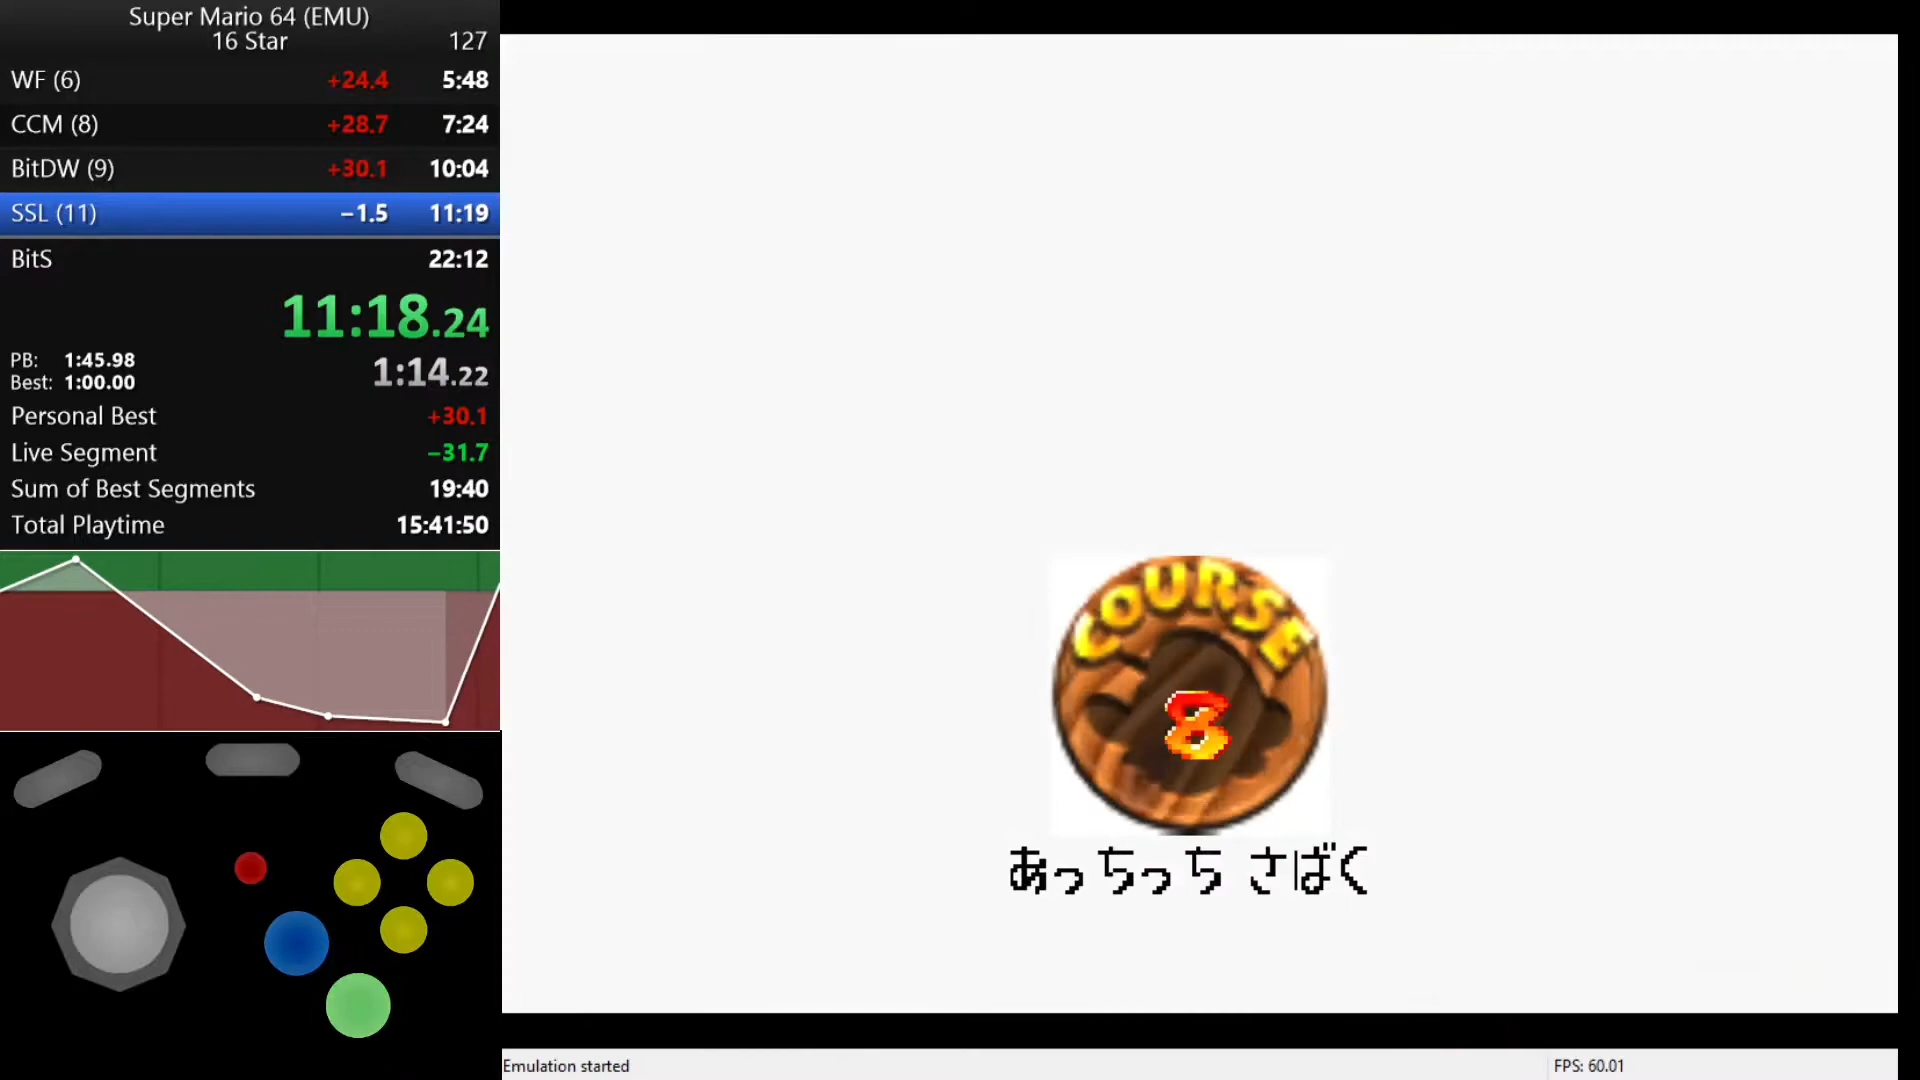 Super Mario 64 (EMU)
16 Star 127
WF (6) +24.4 5:48
CCM (8) +28.7 7:24
BitDW (9) +30.1 10:04
SSL (11) −1.5 11:19
BitS 22:12
11:18.24
PB: 1:45.98
Best: 1:00.00
1:14.22
Personal Best +30.1
Live Segment −31.7
Sum of Best Segments 19:40
Total Playtime 15:41:50
COURSE
8
あっちっち さばく
Emulation started FPS: 60.01